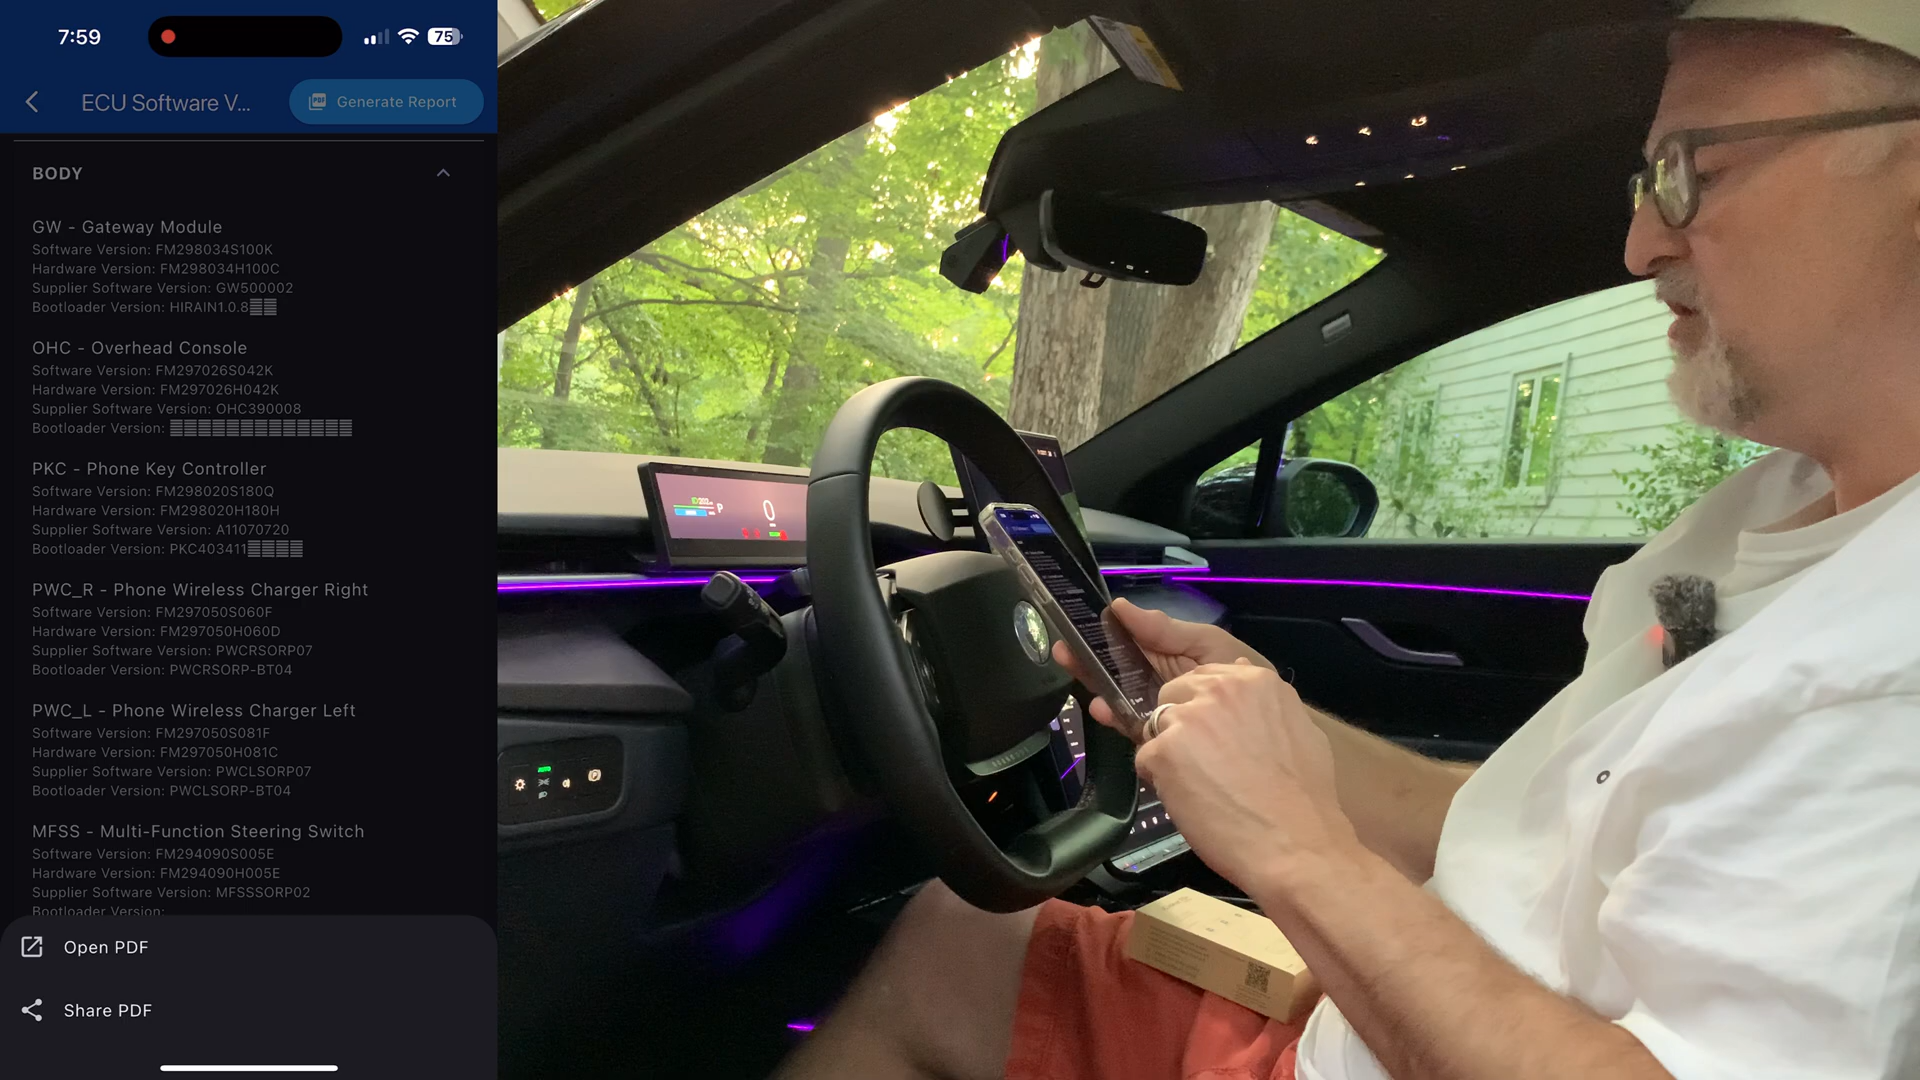 7:59
75
ECU Software V...
PDF
Generate Report
BODY
GW - Gateway Module
Software Version: FM298034S100K
Hardware Version: FM298034H100C
Supplier Software Version: GW500002
Bootloader Version: HIRAIN1.0.8
OHC - Overhead Console
Software Version: FM297026S042K
Hardware Version: FM297026H042K
Supplier Software Version: OHC390008
Bootloader Version:
PKC - Phone Key Controller
Software Version: FM298020S180Q
Hardware Version: FM298020H180H
Supplier Software Version: A11070720
Bootloader Version: PKC403411
PWC_R - Phone Wireless Charger Right
Software Version: FM297050S060F
Hardware Version: FM297050H060D
Supplier Software Version: PWCRSORP07
Bootloader Version: PWCRSORP-BT04
PWC_L - Phone Wireless Charger Left
Software Version: FM297050S081F
Hardware Version: FM297050H081C
Supplier Software Version: PWCLSORP07
Bootloader Version: PWCLSORP-BT04
MFSS - Multi-Function Steering Switch
Software Version: FM294090S005E
Hardware Version: FM294090H005E
Supplier Software Version: MFSSSORP02
Bootloader Version:
Open PDF
Share PDF
P
0
AUTO